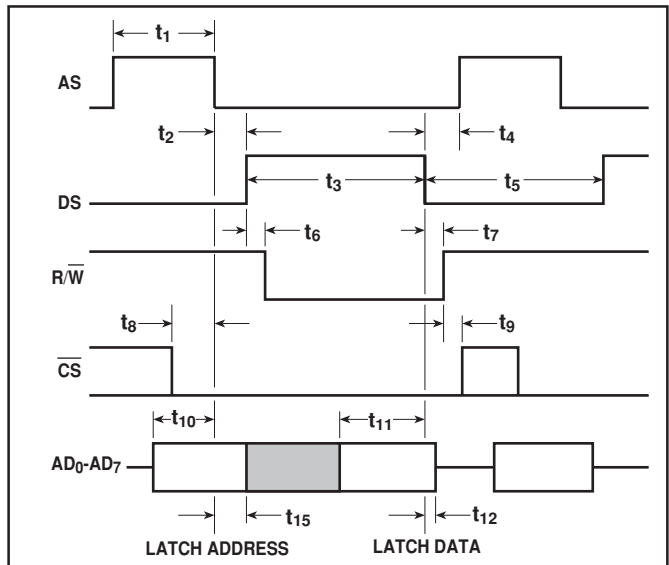 t1
AS
t2
t4
t3
t5
DS
t6
t7
R/W̅
t8
t9
C̅S̅
t10
t11
AD0-AD7
t15
t12
LATCH ADDRESS
LATCH DATA